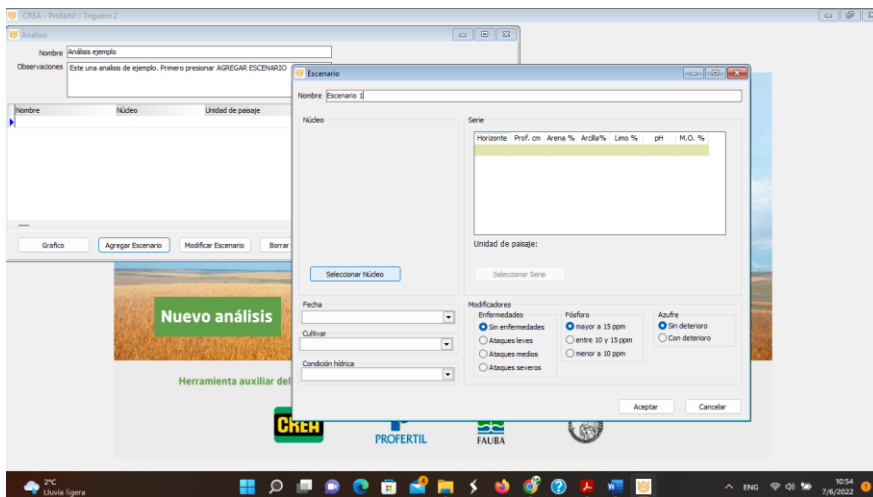 CREA - Profertil :: Triguero 2
Análisis
Nombre Análisis ejemplo
Observaciones Este una analisis de ejemplo. Primero presionar AGREGAR ESCENARIO
Nombre Núcleo Unidad de paisaje
Grafico Agregar Escenario Modificar Escenario Borrar
Escenario
Nombre Escenario 1
Núcleo
Seleccionar Núcleo
Serie
Horizonte Prof. cm Arena % Arcilla% Limo % pH M.O. %
Unidad de paisaje:
Seleccionar Serie
Fecha
Cultivar
Condición hídrica
Modificadores
Enfermedades
Sin enfermedades
Ataques leves
Ataques medios
Ataques severos
Fósforo
mayor a 15 ppm
entre 10 y 15 ppm
menor a 10 ppm
Azufre
Sin deterioro
Con deterioro
Aceptar Cancelar
Nuevo análisis
Herramienta auxiliar del
CREA
PROFERTIL
FAUBA
2°C
Lluvia ligera
ENG
10:54
7/6/2022